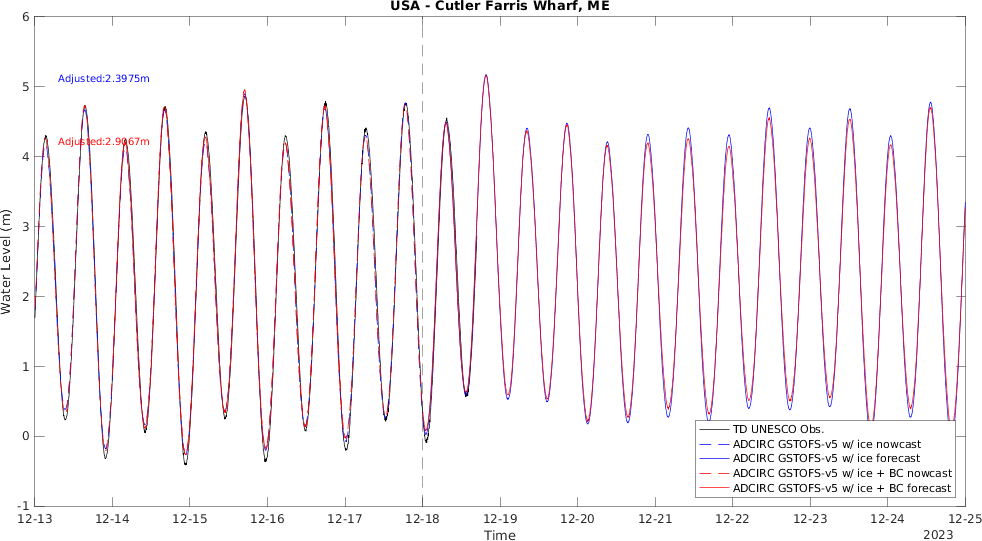 USA - Cutler Farris Wharf, ME
6
5
4
3
2
1
0
-1
Water Level (m)
Adjusted:2.3975m
Adjusted:2.9067m
TD UNESCO Obs.
ADCIRC GSTOFS-v5 w/ ice nowcast
ADCIRC GSTOFS-v5 w/ ice forecast
ADCIRC GSTOFS-v5 w/ ice + BC nowcast
ADCIRC GSTOFS-v5 w/ ice + BC forecast
12-13 12-14 12-15 12-16 12-17 12-18 12-19 12-20 12-21 12-22 12-23 12-24 12-25
Time
2023